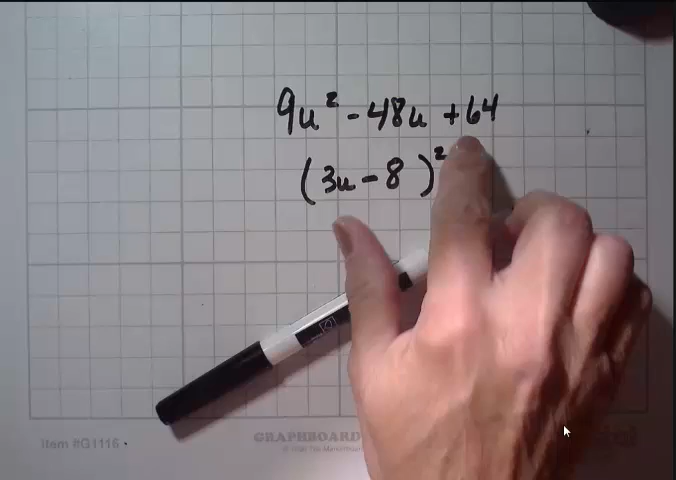 9u² - 48u + 64
(3u - 8)²
Item #G1116
GRAPHBOARD